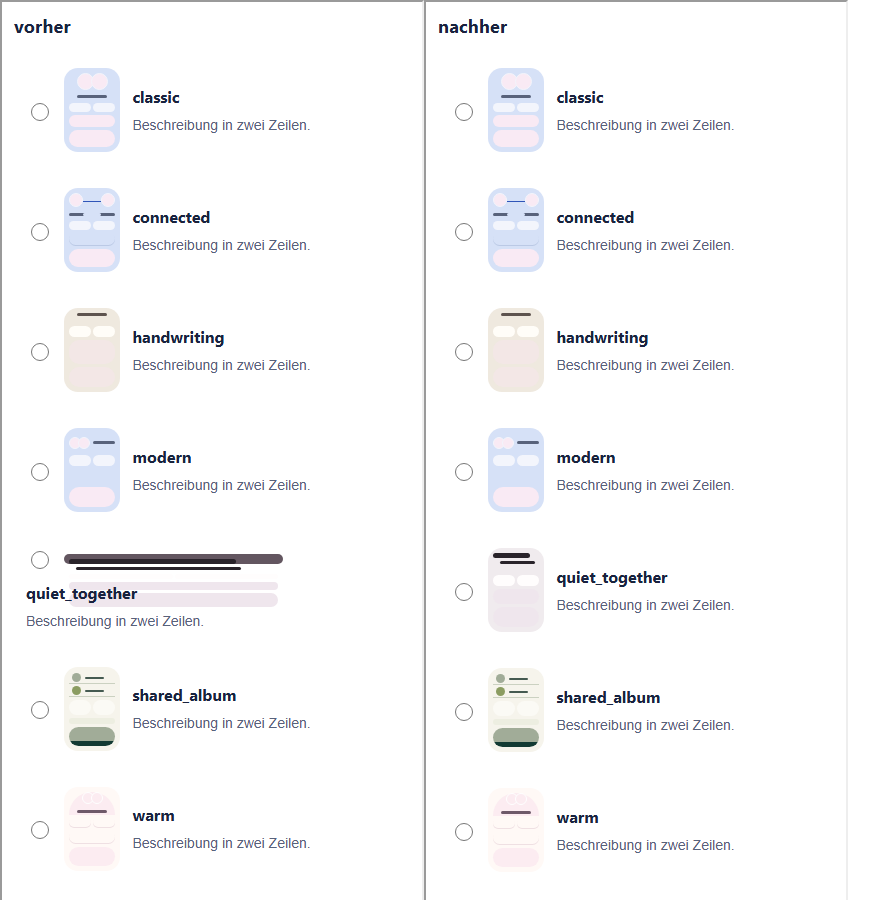 vorher
classic
Beschreibung in zwei Zeilen.
connected
Beschreibung in zwei Zeilen.
handwriting
Beschreibung in zwei Zeilen.
modern
Beschreibung in zwei Zeilen.
quiet_together
Beschreibung in zwei Zeilen.
shared_album
Beschreibung in zwei Zeilen.
warm
Beschreibung in zwei Zeilen.
nachher
classic
Beschreibung in zwei Zeilen.
connected
Beschreibung in zwei Zeilen.
handwriting
Beschreibung in zwei Zeilen.
modern
Beschreibung in zwei Zeilen.
quiet_together
Beschreibung in zwei Zeilen.
shared_album
Beschreibung in zwei Zeilen.
warm
Beschreibung in zwei Zeilen.